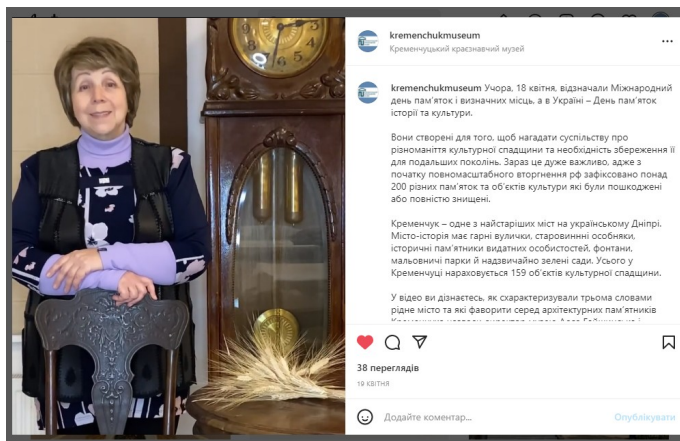 kremenchukmuseum
Кременчуцький краєзнавчий музей
kremenchukmuseum Учора, 18 квітня, відзначали Міжнародний
день пам’яток і визначних місць, а в Україні – День пам’яток
історії та культури.
Вони створені для того, щоб нагадати суспільству про
різноманіття культурної спадщини та необхідність збереження її
для подальших поколінь. Зараз це дуже важливо, адже з
початку повномасштабного вторгнення рф зафіксовано понад
200 різних пам’яток та об’єктів культури які були пошкоджені
або повністю знищені.
Кременчук – одне з найстаріших міст на українському Дніпрі.
Місто-історія має гарні вулички, старовиннні особняки,
історичні пам’ятники видатних особистостей, фонтани,
мальовничі парки й надзвичайно зелені сади. Усього у
Кременчуці нараховується 159 об’єктів культурної спадщини.
У відео ви дізнаєтесь, як схарактеризували трьома словами
рідне місто та які фаворити серед архітектурних пам’ятників
38 переглядів
19 КВІТНЯ
Додайте коментар...
Опублікувати